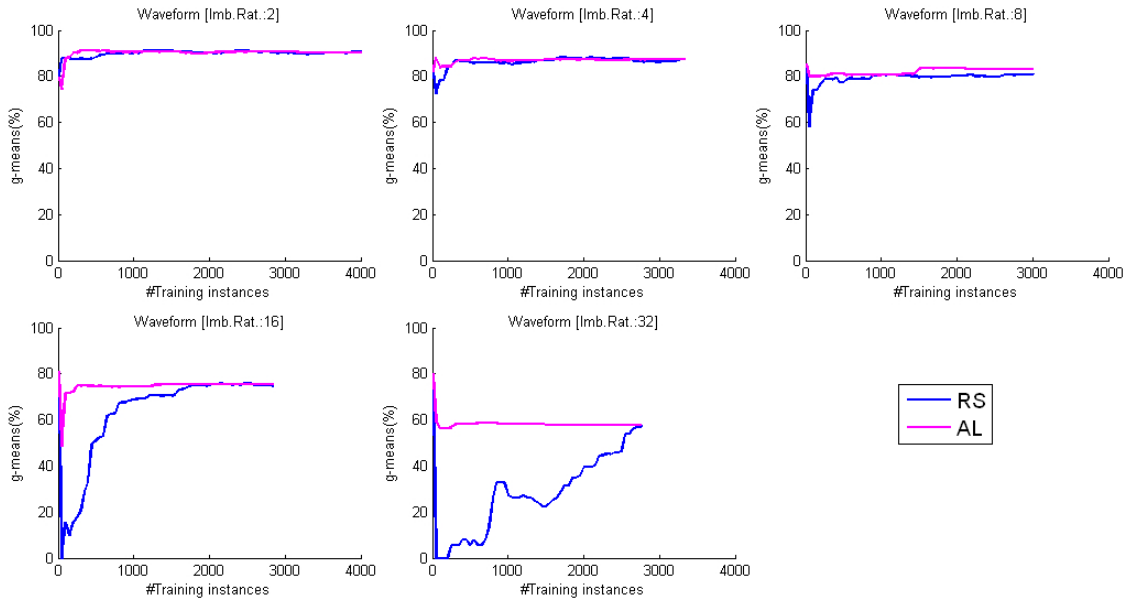 Waveform [Imb.Rat.:2]
100
80
60
40
20
0
g-means(%)
0 1000 2000 3000 4000
#Training instances
Waveform [Imb.Rat.:4]
100
80
60
40
20
0
g-means(%)
0 1000 2000 3000 4000
#Training instances
Waveform [Imb.Rat.:8]
100
80
60
40
20
0
g-means(%)
0 1000 2000 3000 4000
#Training instances
Waveform [Imb.Rat.:16]
100
80
60
40
20
0
g-means(%)
0 1000 2000 3000 4000
#Training instances
Waveform [Imb.Rat.:32]
100
80
60
40
20
0
g-means(%)
0 1000 2000 3000 4000
#Training instances
RS
AL